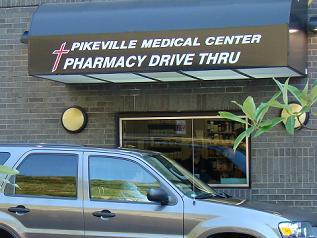 PIKEVILLE MEDICAL CENTER
PHARMACY DRIVE THRU